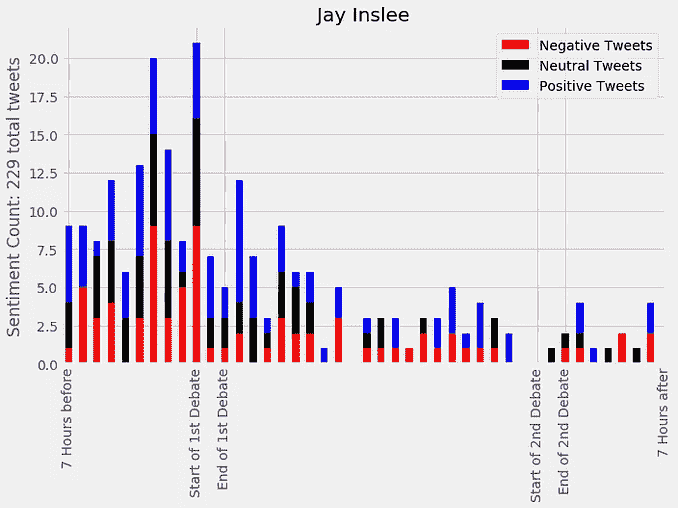 Jay Inslee
Negative Tweets
Neutral Tweets
Positive Tweets
Sentiment Count: 229 total tweets
20.0
17.5
15.0
12.5
10.0
7.5
5.0
2.5
0.0
7 Hours before
Start of 1st Debate
End of 1st Debate
Start of 2nd Debate
End of 2nd Debate
7 Hours after